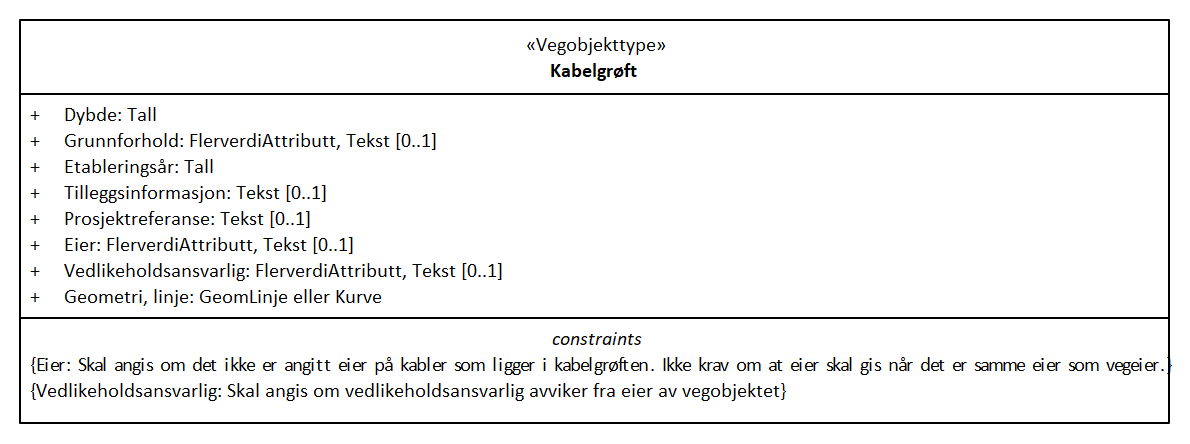 «Vegobjekttype»
Kabelgrøft
+ Dybde: Tall
+ Grunnforhold: FlerverdiAttributt, Tekst [0..1]
+ Etableringsår: Tall
+ Tilleggsinformasjon: Tekst [0..1]
+ Prosjektreferanse: Tekst [0..1]
+ Eier: FlerverdiAttributt, Tekst [0..1]
+ Vedlikeholdsansvarlig: FlerverdiAttributt, Tekst [0..1]
+ Geometri, linje: GeomLinje eller Kurve
constraints
{Eier: Skal angis om det ikke er angitt eier på kabler som ligger i kabelgrøften. Ikke krav om at eier skal gis når det er samme eier som vegeier.}
{Vedlikeholdsansvarlig: Skal angis om vedlikeholdsansvarlig avviker fra eier av vegobjektet}